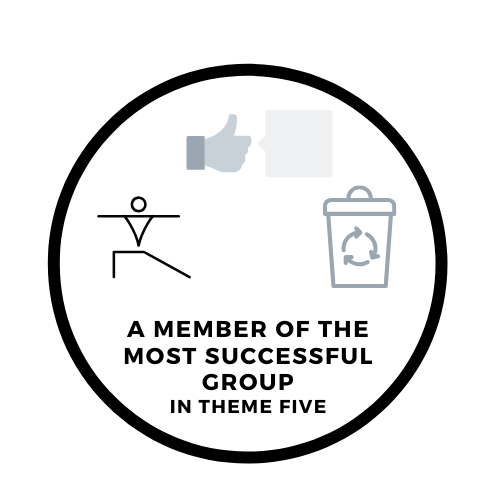 A MEMBER OF THE
MOST SUCCESSFUL
GROUP
IN THEME FIVE